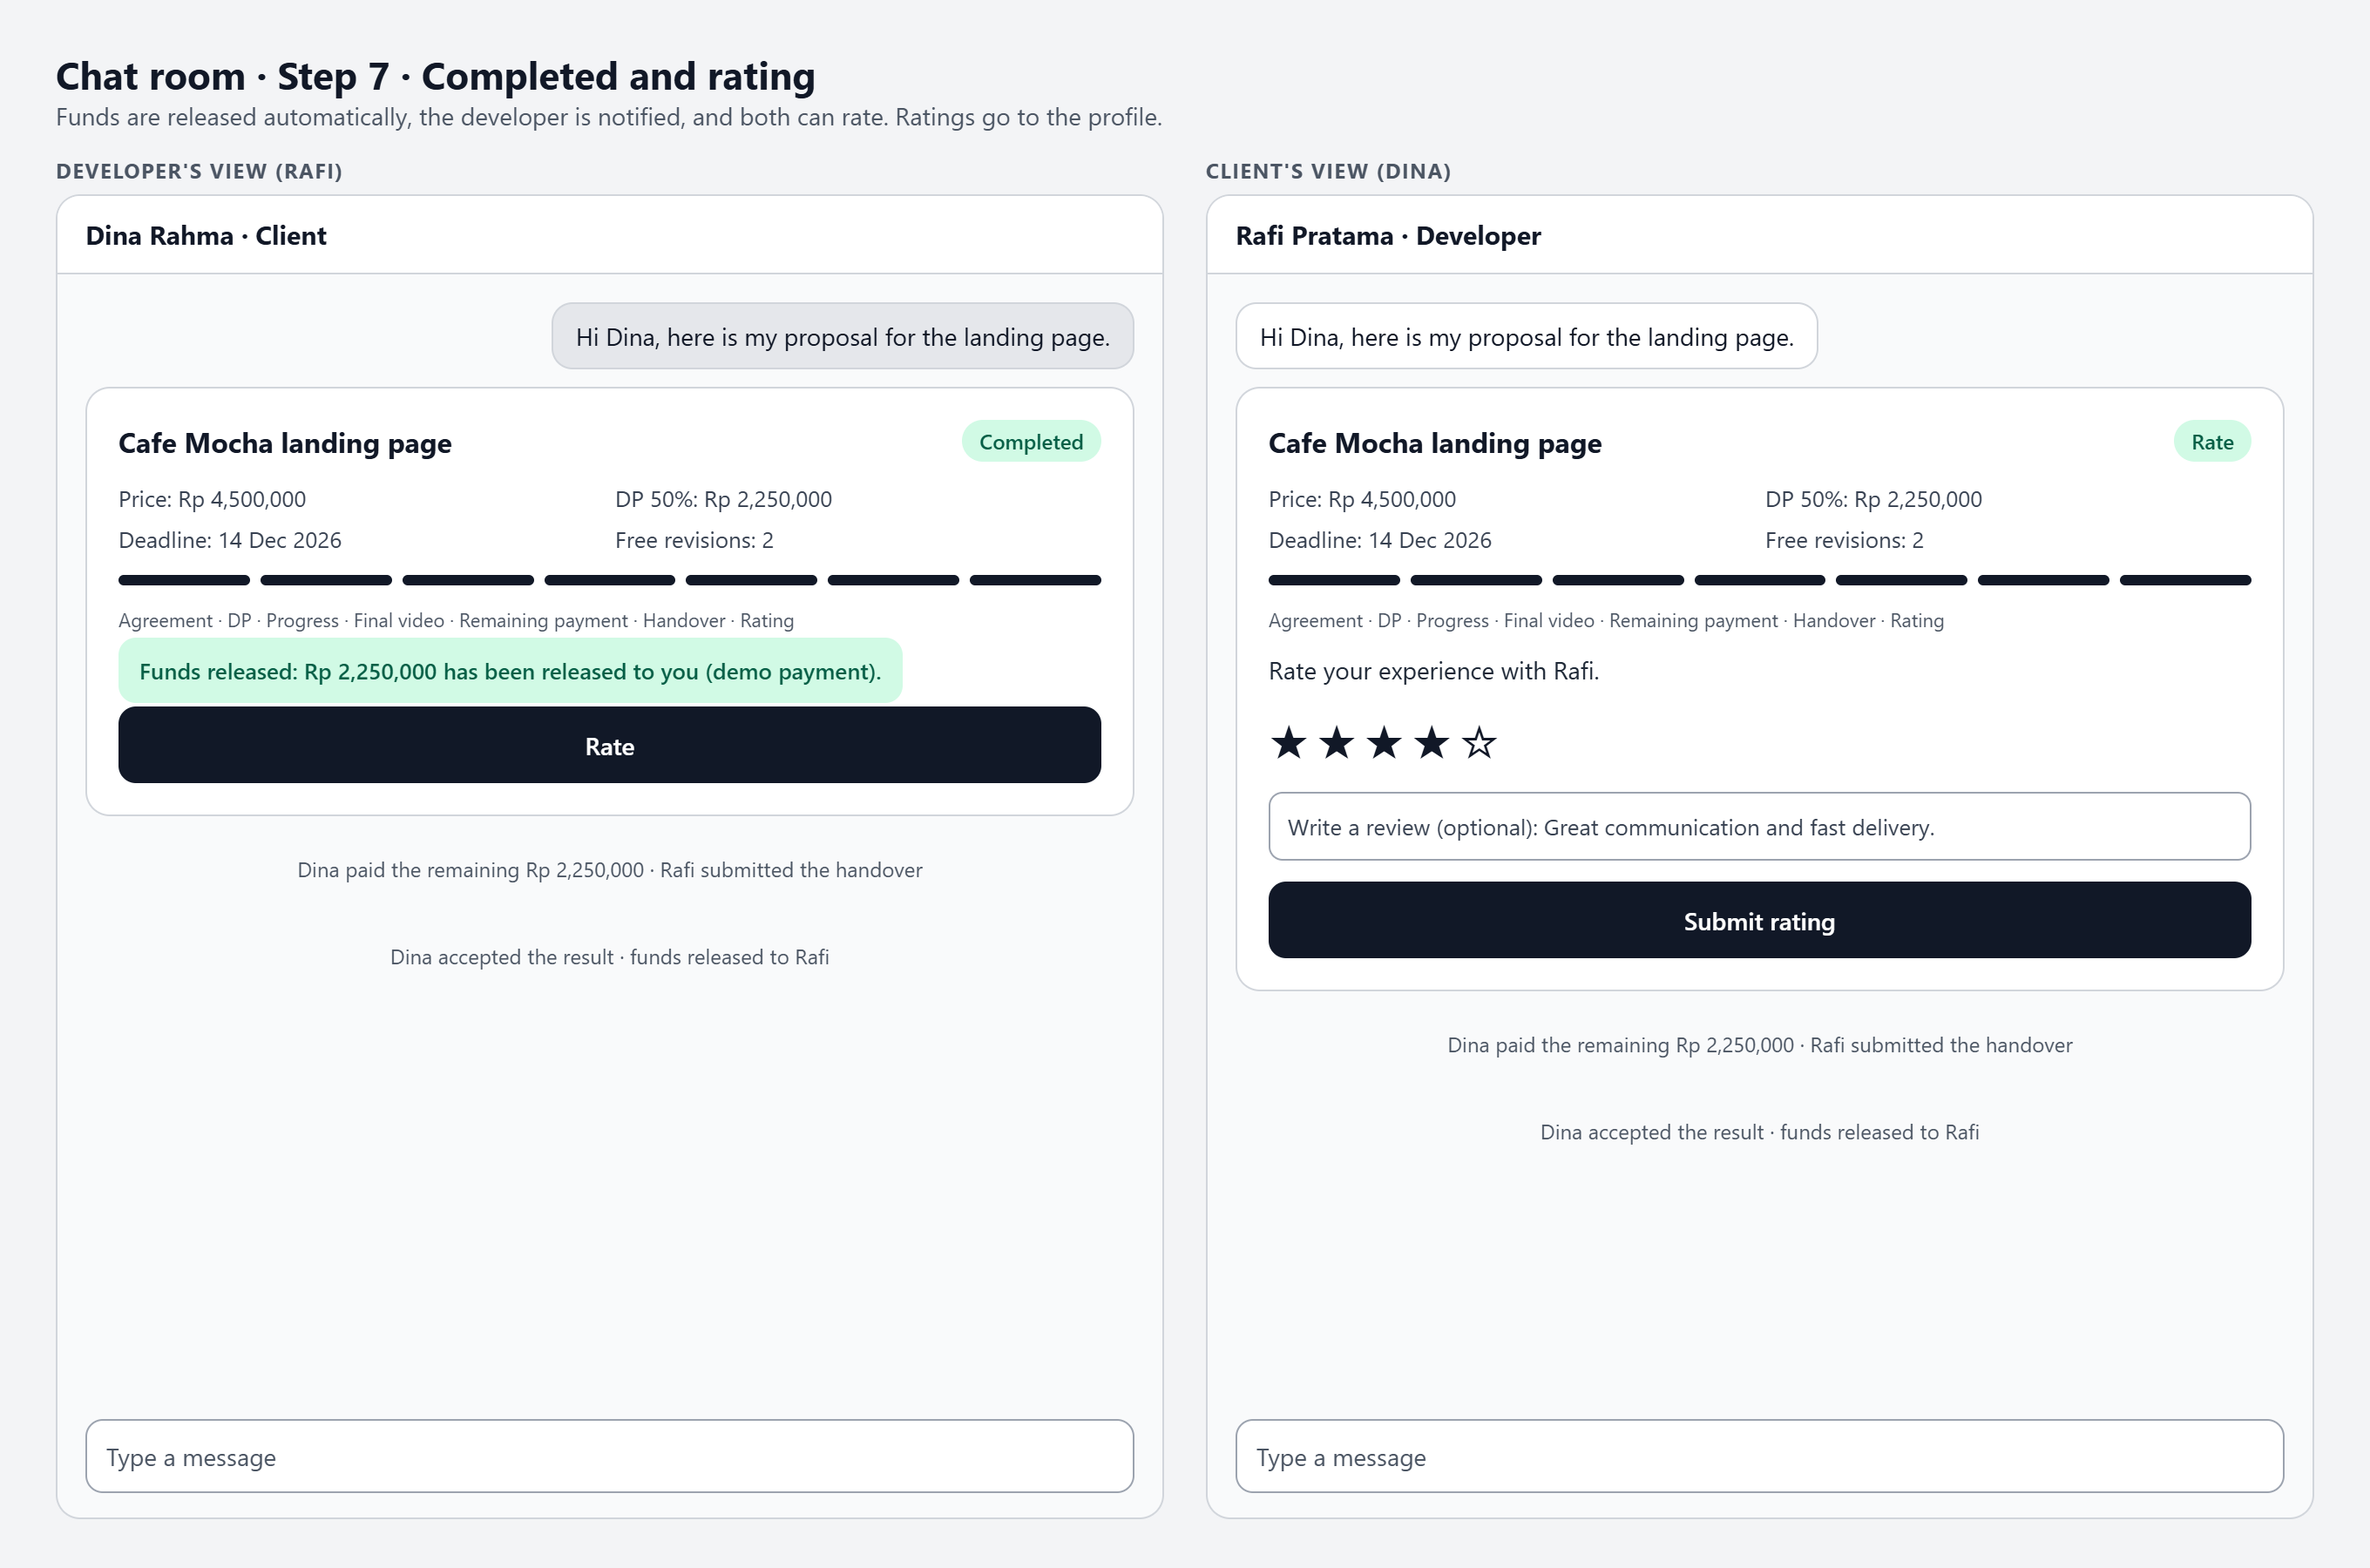 Chat room · Step 7 · Completed and rating
Funds are released automatically, the developer is notified, and both can rate. Ratings go to the profile.
DEVELOPER'S VIEW (RAFI)
Dina Rahma · Client
Hi Dina, here is my proposal for the landing page.
Cafe Mocha landing page
Completed
Price: Rp 4,500,000
DP 50%: Rp 2,250,000
Deadline: 14 Dec 2026
Free revisions: 2
Agreement · DP · Progress · Final video · Remaining payment · Handover · Rating
Funds released: Rp 2,250,000 has been released to you (demo payment).
Rate
Dina paid the remaining Rp 2,250,000 · Rafi submitted the handover
Dina accepted the result · funds released to Rafi
Type a message
CLIENT'S VIEW (DINA)
Rafi Pratama · Developer
Hi Dina, here is my proposal for the landing page.
Cafe Mocha landing page
Rate
Price: Rp 4,500,000
DP 50%: Rp 2,250,000
Deadline: 14 Dec 2026
Free revisions: 2
Agreement · DP · Progress · Final video · Remaining payment · Handover · Rating
Rate your experience with Rafi.
Write a review (optional): Great communication and fast delivery.
Submit rating
Dina paid the remaining Rp 2,250,000 · Rafi submitted the handover
Dina accepted the result · funds released to Rafi
Type a message